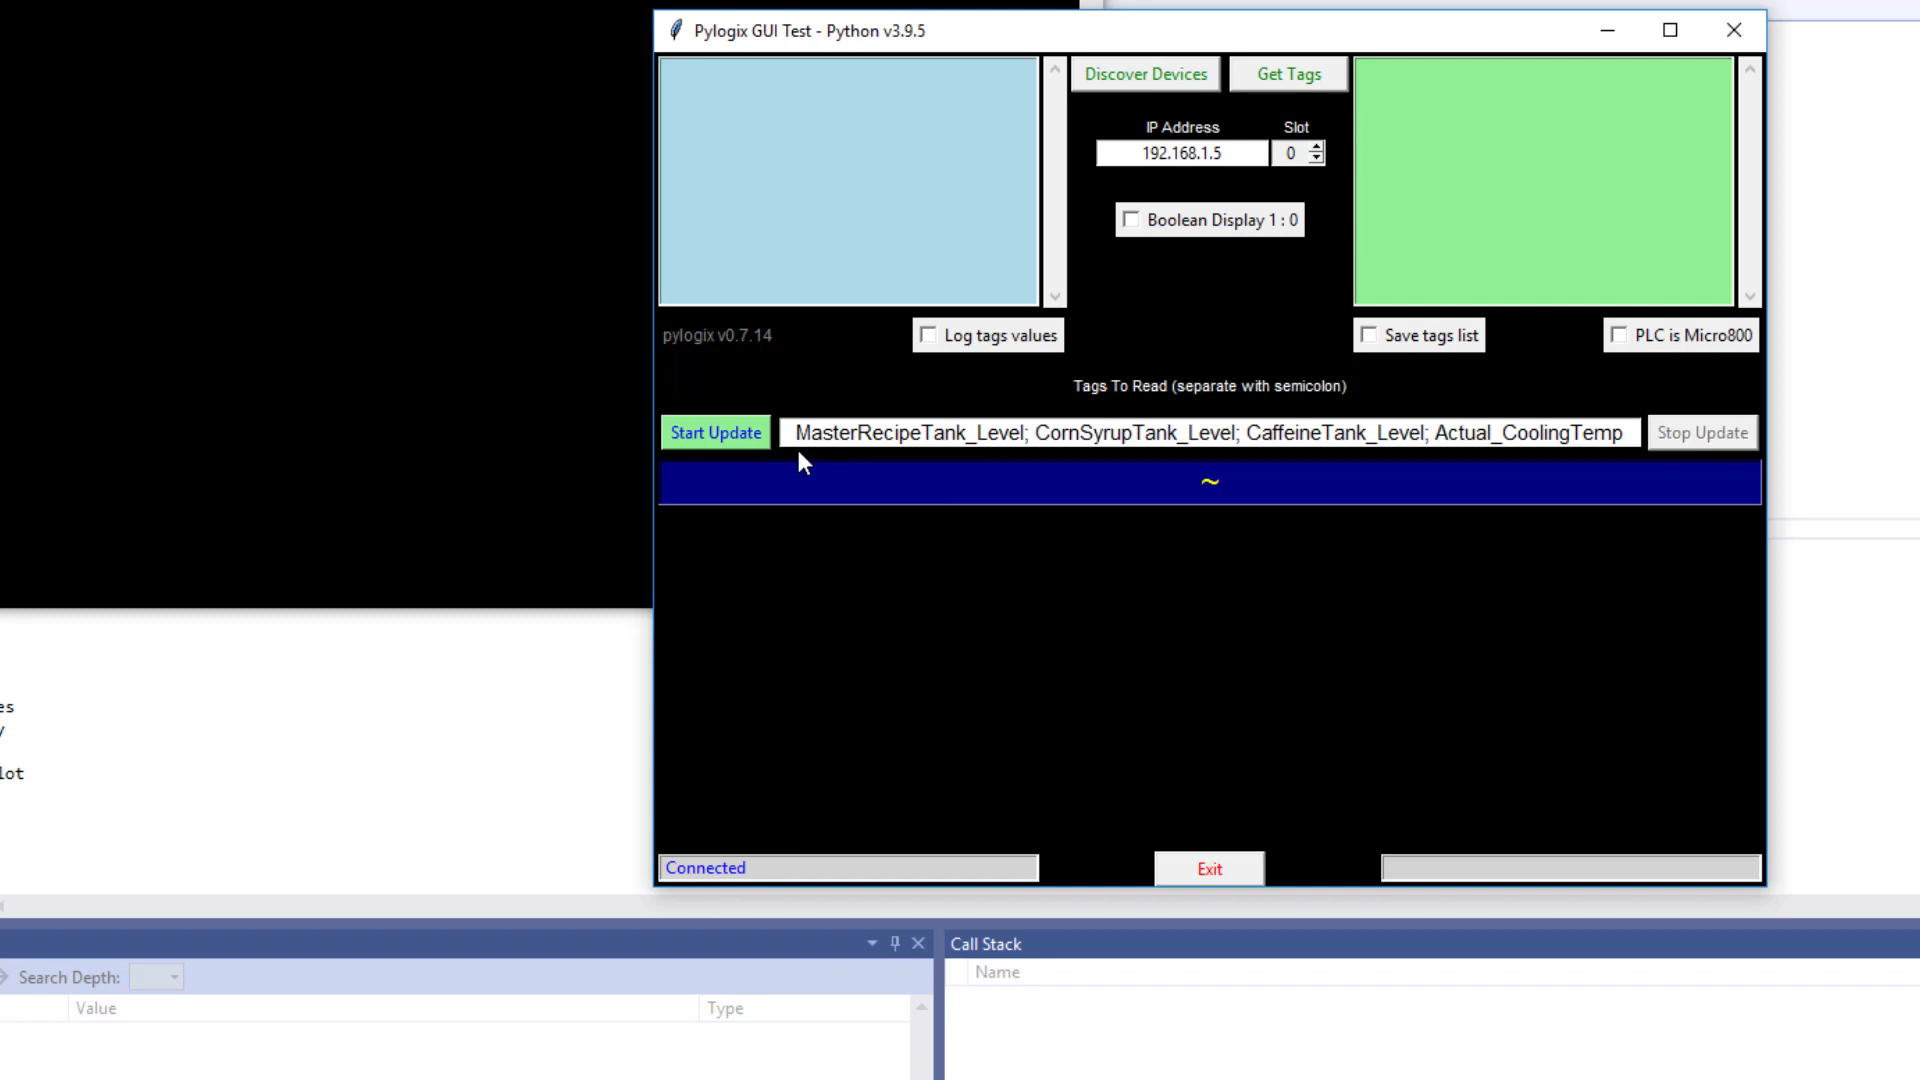 Pylogix GUI Test - Python v3.9.5
Discover Devices
Get Tags
IP Address
Slot
192.168.1.5
0
Boolean Display 1 : 0
pylogix v0.7.14
Log tags values
Save tags list
PLC is Micro800
Tags To Read (separate with semicolon)
Start Update
MasterRecipeTank_Level; CornSyrupTank_Level; CaffeineTank_Level; Actual_CoolingTemp
Stop Update
~
es
y
lot
Connected
Exit
Call Stack
Search Depth:
Name
Value
Type